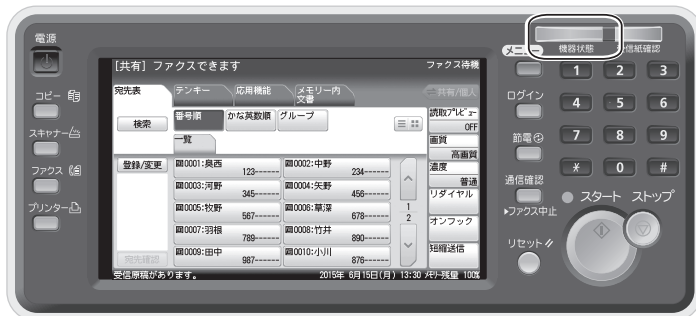 電源
コピー
スキャナー
ファクス
プリンター
[共有] ファクスできます
ファクス待機
宛先表
テンキー
応用機能
メモリー内文書
共有/個人
検索
番号順
かな英数順
グループ
一覧
登録/変更
0001:奥西
123------
0002:中野
234------
0003:河野
345------
0004:矢野
456------
0005:牧野
567------
0006:草深
678------
0007:羽根
789------
0008:竹井
890------
0009:田中
987------
0010:小川
876------
1
2
宛先確認
読取プレビュー
OFF
画質
高画質
濃度
普通
リダイヤル
オンフック
短縮送信
受信原稿があります。
2015年 6月15日(月) 13:30
メモリー残量 100%
メニュー
機器状態
信紙確認
ログイン
節電
通信確認
▶ファクス中止
リセット
1 2 3
4 5 6
7 8 9
* 0 #
スタート
ストップ